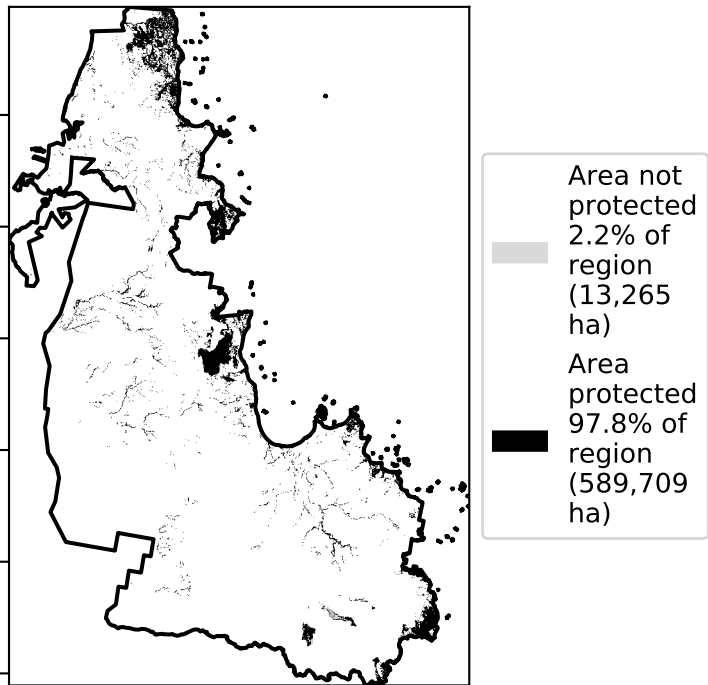 Area not
protected
2.2% of
region
(13,265
ha)
Area
protected
97.8% of
region
(589,709
ha)